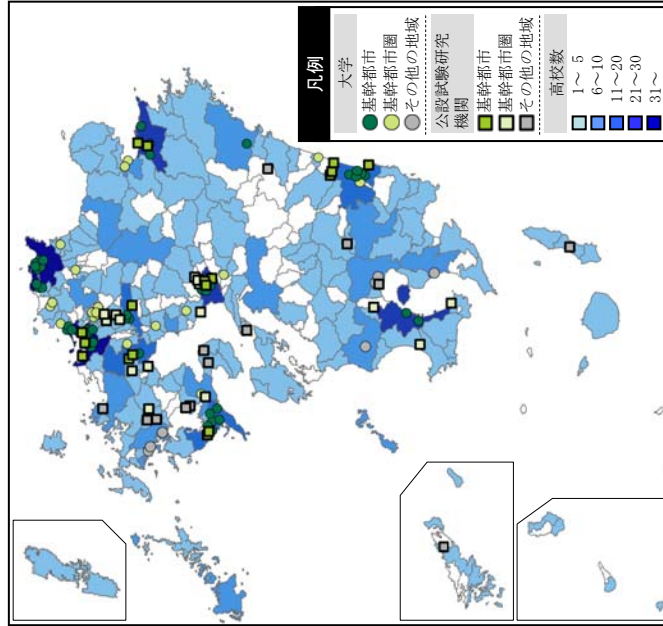 凡例
大学
基幹都市
基幹都市圏
その他の地域
公設試験研究
機関
基幹都市
基幹都市圏
その他の地域
高校数
1～ 5
6～10
11～20
21～30
31～